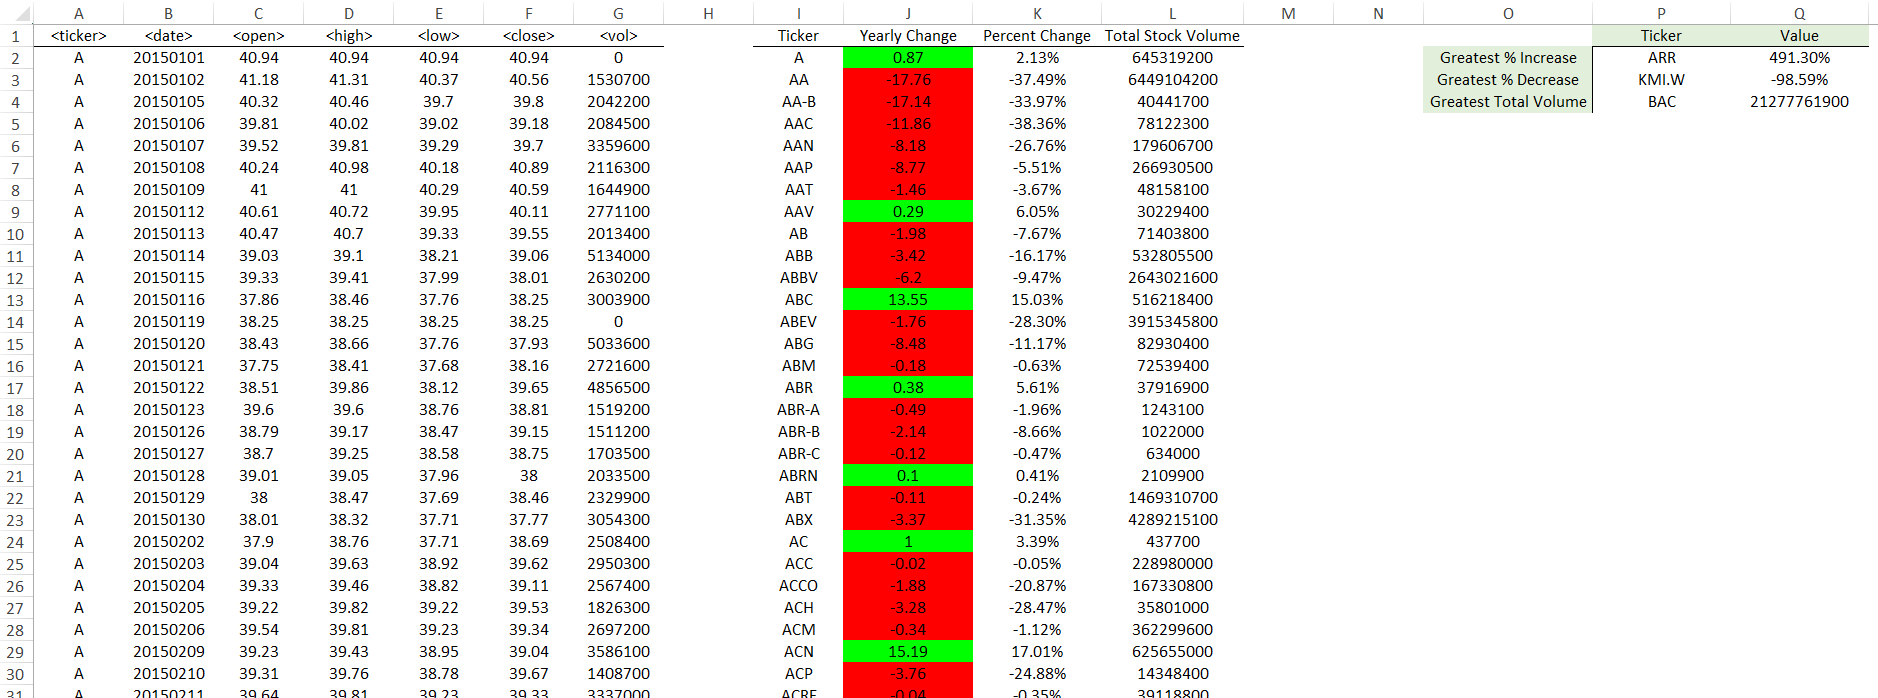 A B C D E F G H I J K L M N O P Q
1 <ticker> <date> <open> <high> <low> <close> <vol> Ticker Yearly Change Percent Change Total Stock Volume Ticker Value
2 A 20150101 40.94 40.94 40.94 40.94 0 A 0.87 2.13% 645319200 Greatest % Increase ARR 491.30%
3 A 20150102 41.18 41.31 40.37 40.56 1530700 AA -17.76 -37.49% 6449104200 Greatest % Decrease KMI.W -98.59%
4 A 20150105 40.32 40.46 39.7 39.8 2042200 AA-B -17.14 -33.97% 40441700 Greatest Total Volume BAC 21277761900
5 A 20150106 39.81 40.02 39.02 39.18 2084500 AAC -11.86 -38.36% 78122300
6 A 20150107 39.52 39.81 39.29 39.7 3359600 AAN -8.18 -26.76% 179606700
7 A 20150108 40.24 40.98 40.18 40.89 2116300 AAP -8.77 -5.51% 266930500
8 A 20150109 41 41 40.29 40.59 1644900 AAT -1.46 -3.67% 48158100
9 A 20150112 40.61 40.72 39.95 40.11 2771100 AAV 0.29 6.05% 30229400
10 A 20150113 40.47 40.7 39.33 39.55 2013400 AB -1.98 -7.67% 71403800
11 A 20150114 39.03 39.1 38.21 39.06 5134000 ABB -3.42 -16.17% 532805500
12 A 20150115 39.33 39.41 37.99 38.01 2630200 ABBV -6.2 -9.47% 2643021600
13 A 20150116 37.86 38.46 37.76 38.25 3003900 ABC 13.55 15.03% 516218400
14 A 20150119 38.25 38.25 38.25 38.25 0 ABEV -1.76 -28.30% 3915345800
15 A 20150120 38.43 38.66 37.76 37.93 5033600 ABG -8.48 -11.17% 82930400
16 A 20150121 37.75 38.41 37.68 38.16 2721600 ABM -0.18 -0.63% 72539400
17 A 20150122 38.51 39.86 38.12 39.65 4856500 ABR 0.38 5.61% 37916900
18 A 20150123 39.6 39.6 38.76 38.81 1519200 ABR-A -0.49 -1.96% 1243100
19 A 20150126 38.79 39.17 38.47 39.15 1511200 ABR-B -2.14 -8.66% 1022000
20 A 20150127 38.7 39.25 38.58 38.75 1703500 ABR-C -0.12 -0.47% 634000
21 A 20150128 39.01 39.05 37.96 38 2033500 ABRN 0.1 0.41% 2109900
22 A 20150129 38 38.47 37.69 38.46 2329900 ABT -0.11 -0.24% 1469310700
23 A 20150130 38.01 38.32 37.71 37.77 3054300 ABX -3.37 -31.35% 4289215100
24 A 20150202 37.9 38.76 37.71 38.69 2508400 AC 1 3.39% 437700
25 A 20150203 39.04 39.63 38.92 39.62 2950300 ACC -0.02 -0.05% 228980000
26 A 20150204 39.33 39.46 38.82 39.11 2567400 ACCO -1.88 -20.87% 167330800
27 A 20150205 39.22 39.82 39.22 39.53 1826300 ACH -3.28 -28.47% 35801000
28 A 20150206 39.54 39.81 39.23 39.34 2697200 ACM -0.34 -1.12% 362299600
29 A 20150209 39.23 39.43 38.95 39.04 3586100 ACN 15.19 17.01% 625655000
30 A 20150210 39.31 39.76 38.78 39.67 1408700 ACP -3.76 -24.88% 14348400
31 A 20150211 39.64 39.81 39.23 39.33 3337000 ACRE -0.04 -0.35% 39118800